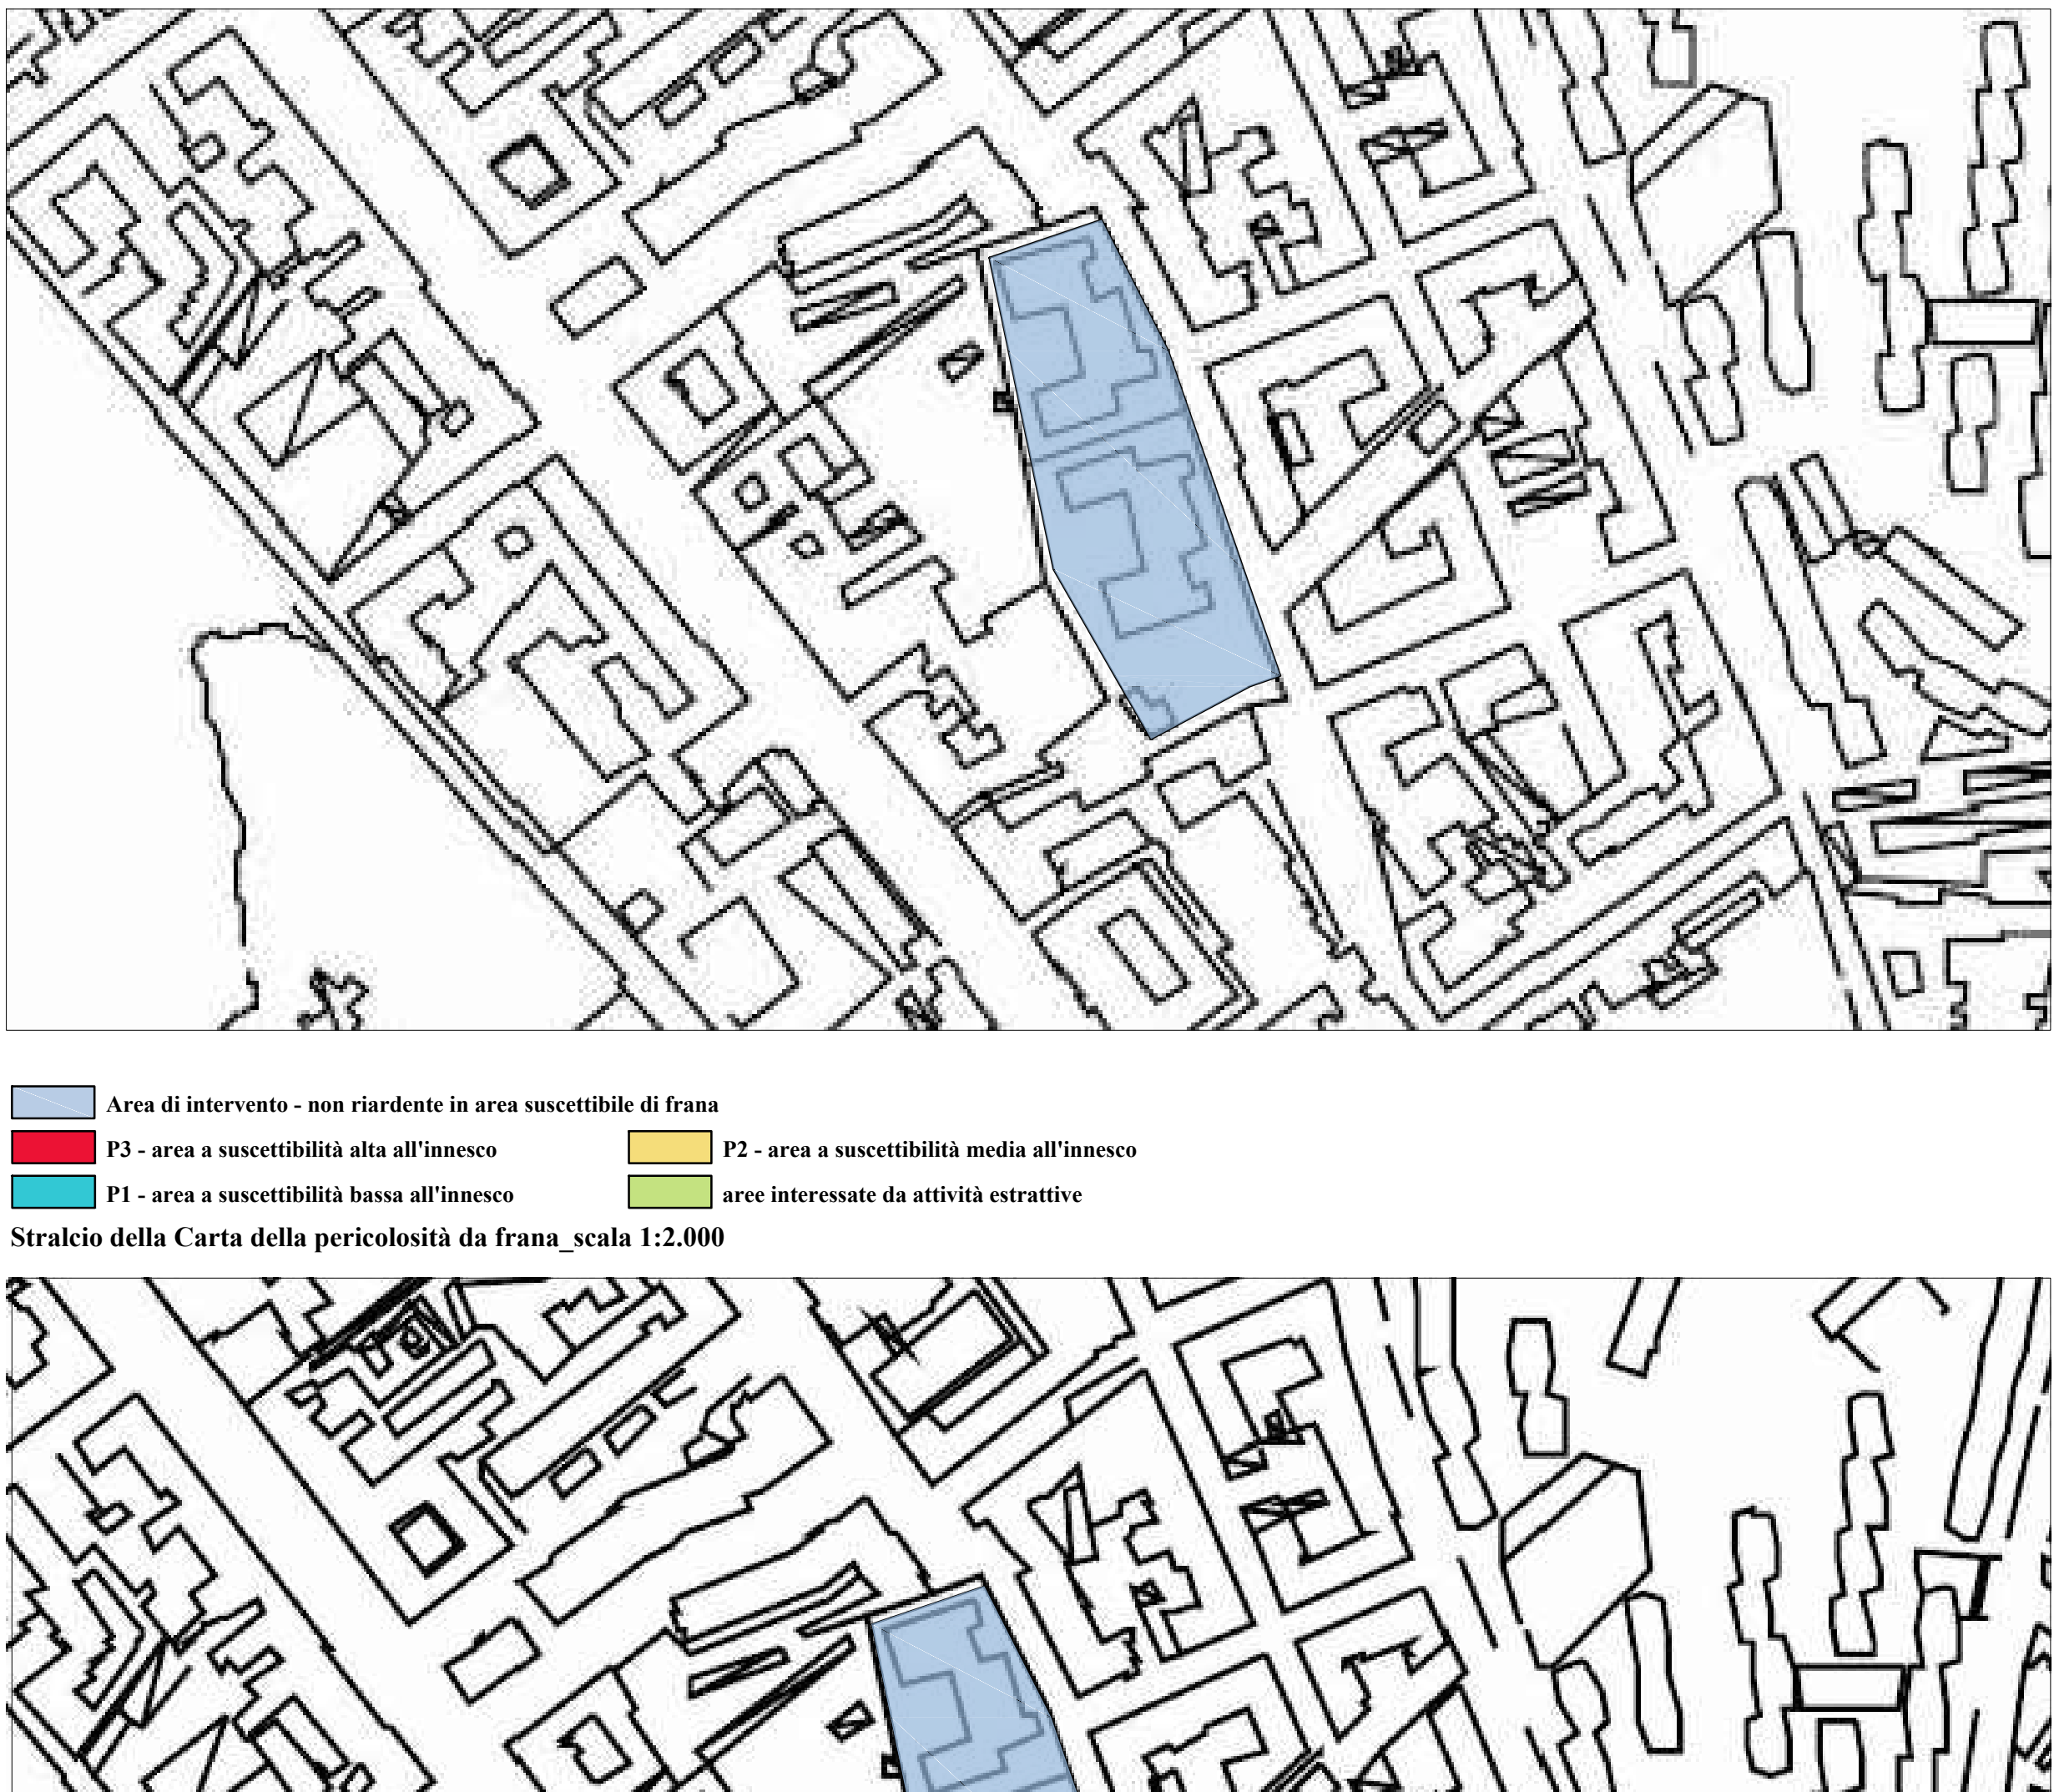 Area di intervento - non riardente in area suscettibile di frana
P3 - area a suscettibilità alta all'innesco
P2 - area a suscettibilità media all'innesco
P1 - area a suscettibilità bassa all'innesco
aree interessate da attività estrattive
Stralcio della Carta della pericolosità da frana_scala 1:2.000